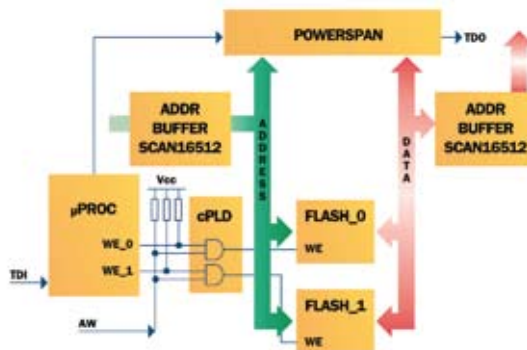 POWERSPAN
TDO
ADDR
BUFFER
SCAN16512
ADDRESS
DATA
ADDR
BUFFER
SCAN16512
Vcc
µPROC
cPLD
FLASH_0
WE_0
WE
WE_1
TDI
FLASH_1
AW
WE